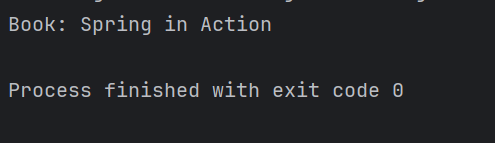 Book: Spring in Action
Process finished with exit code 0